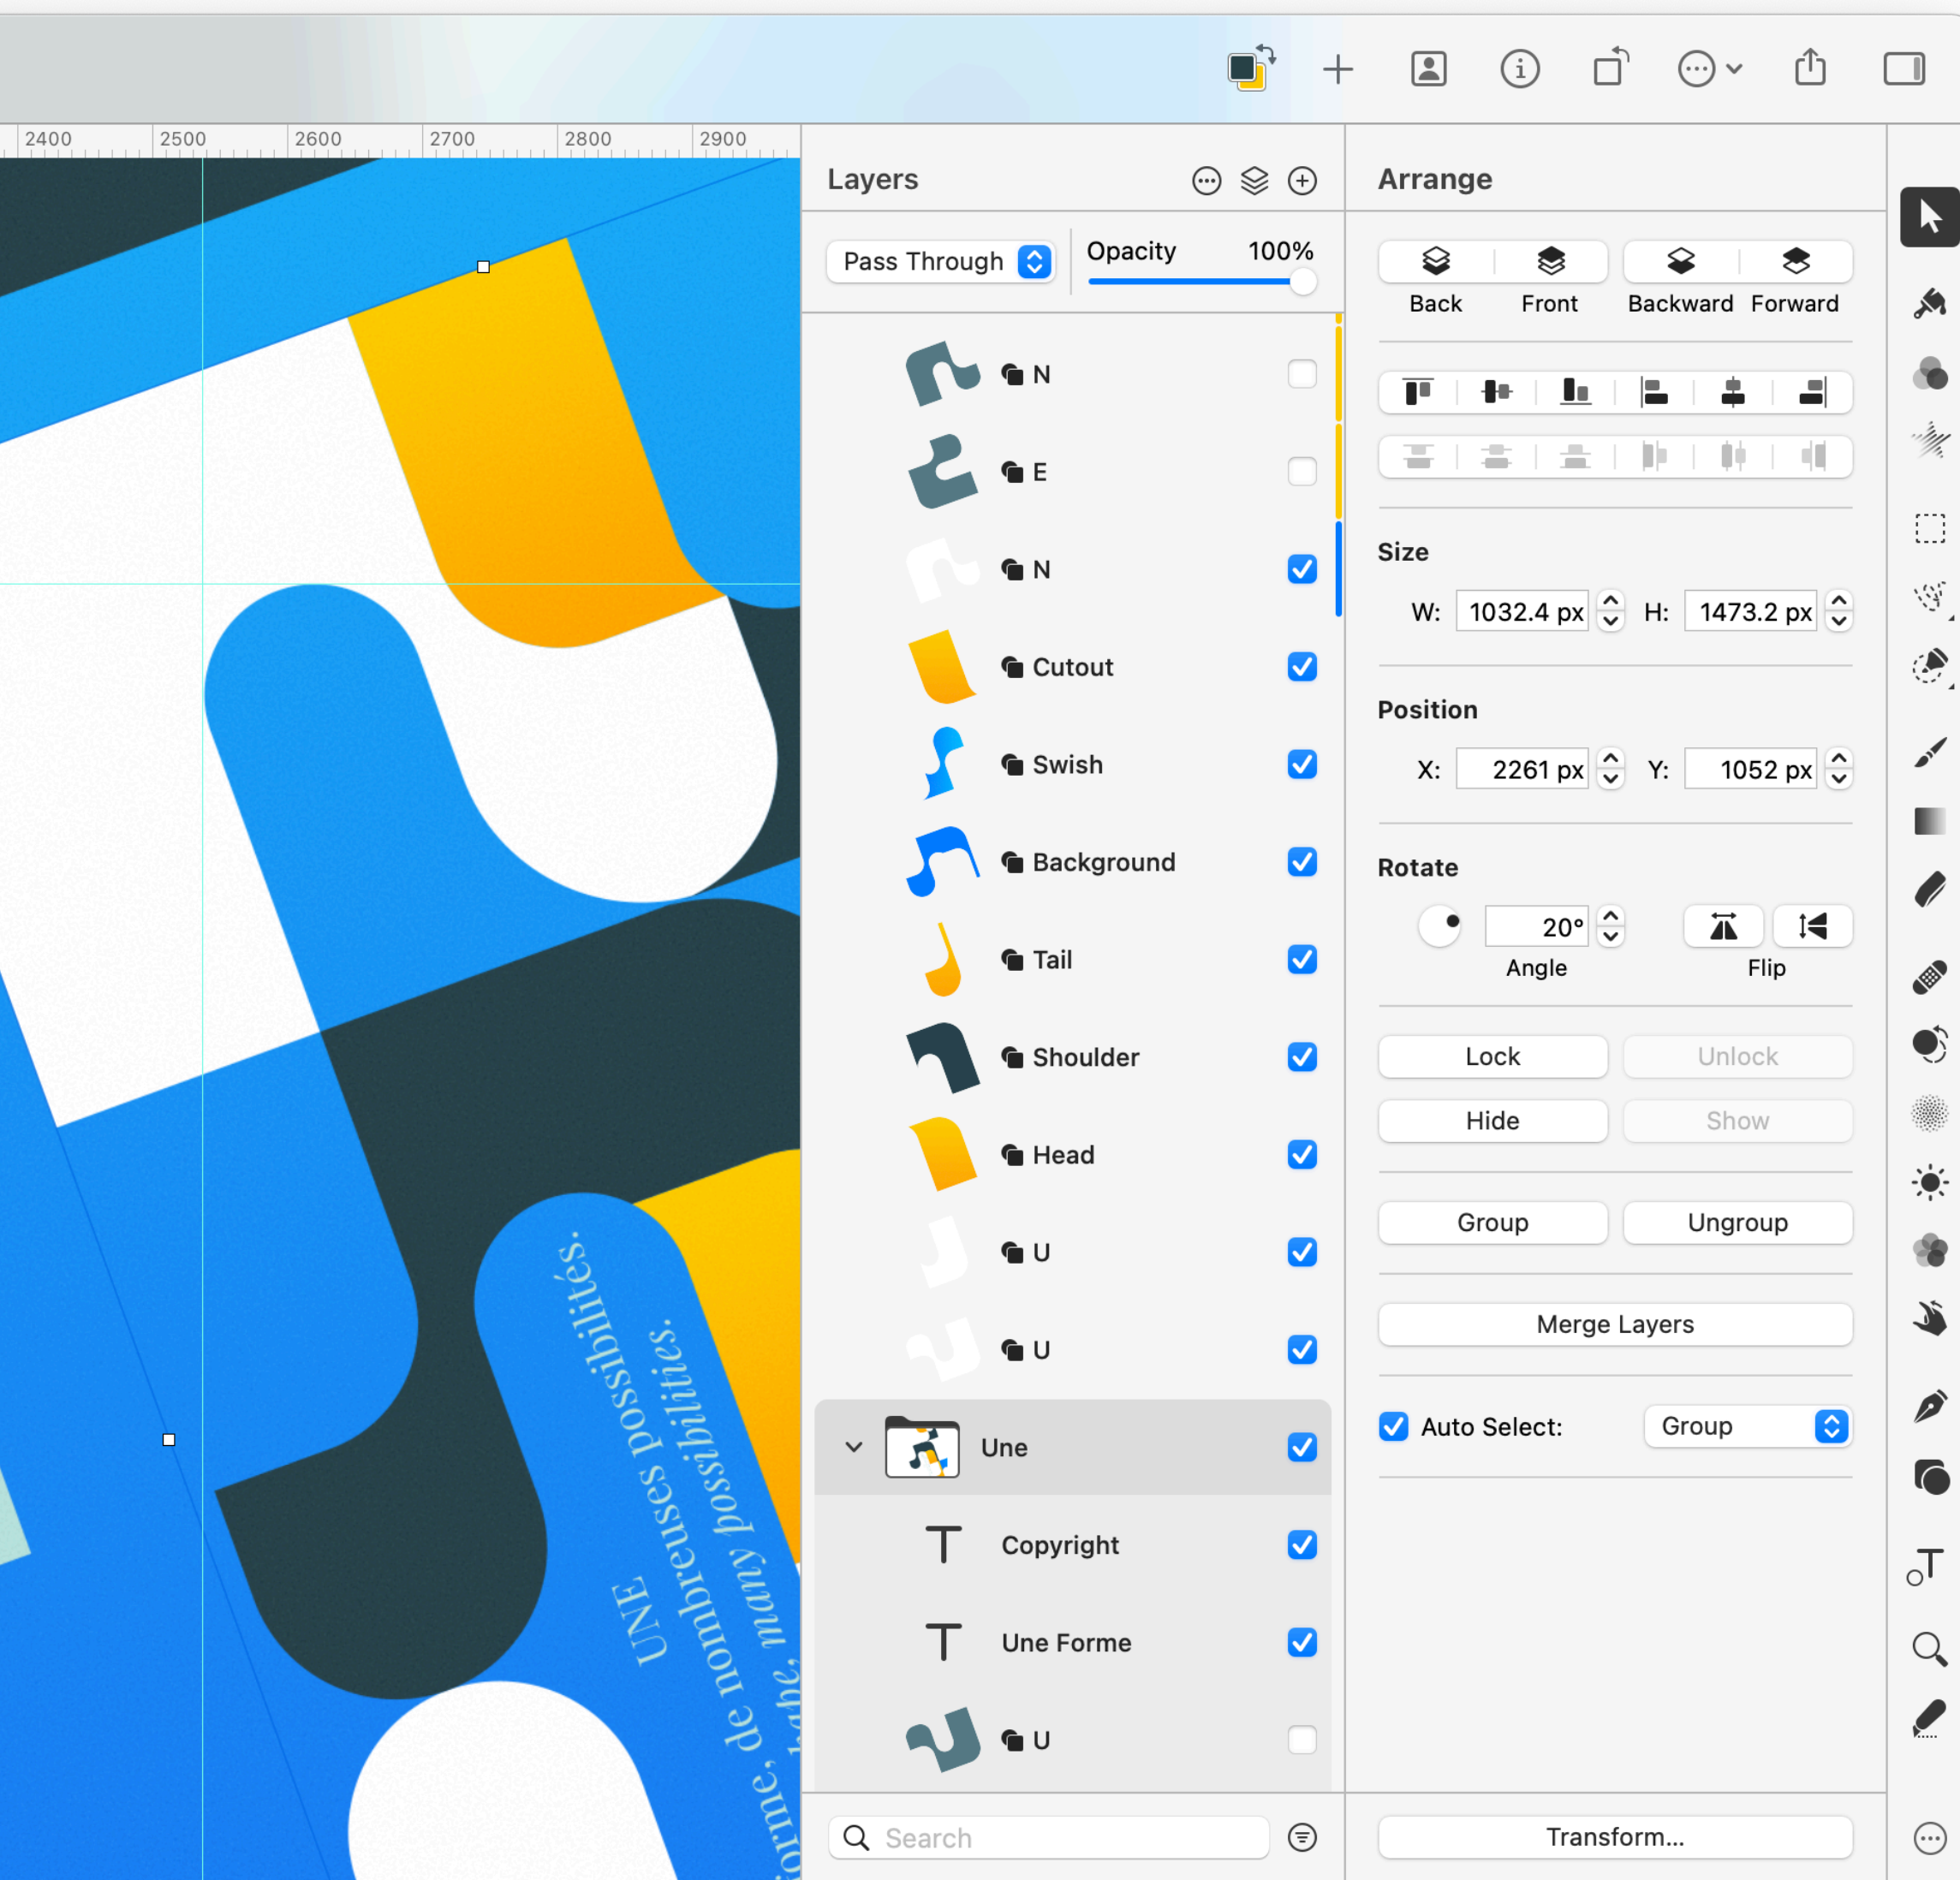 2400 2500 2600 2700 2800 2900
Layers
Pass Through
Opacity 100%
N
E
N
Cutout
Swish
Background
Tail
Shoulder
Head
U
U
Une
Copyright
Une Forme
U
Search
Arrange
Back Front Backward Forward
Size
W: 1032.4 px H: 1473.2 px
Position
X: 2261 px Y: 1052 px
Rotate
20°
Angle Flip
Lock Unlock
Hide Show
Group Ungroup
Merge Layers
Auto Select: Group
Transform...
UNE
de nombreuses possibilités.
many possibilities.